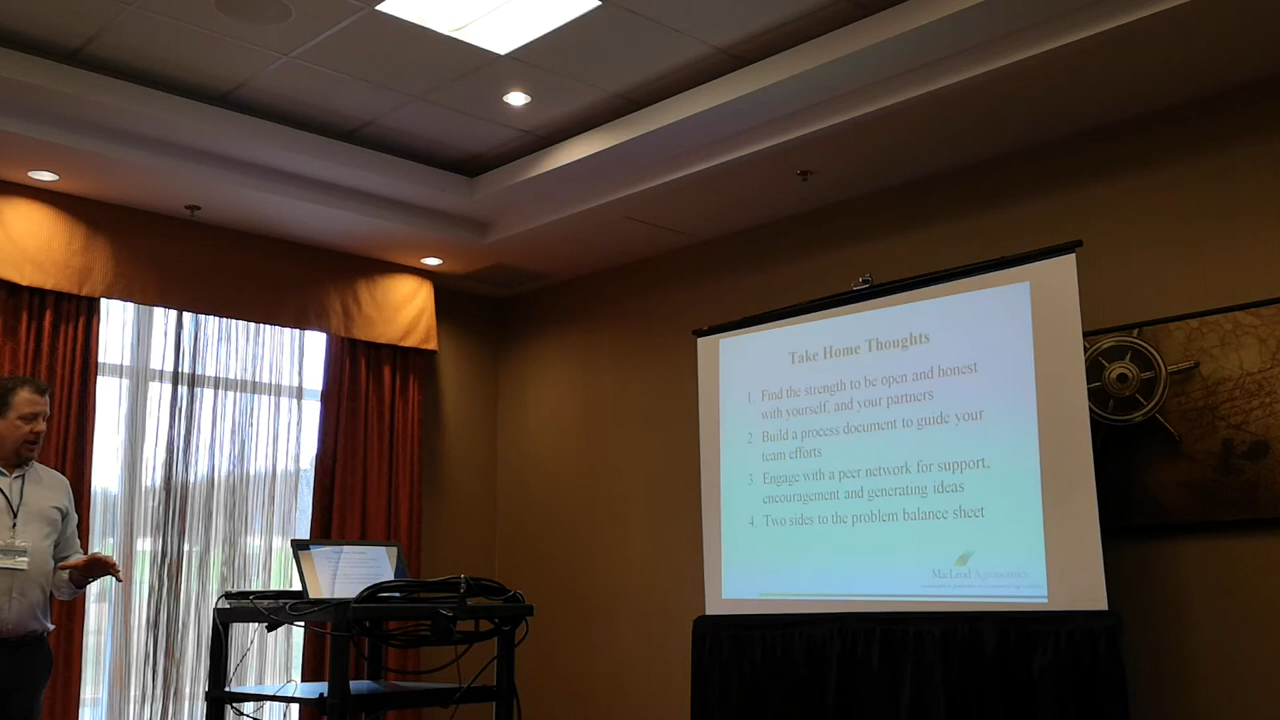 Take Home Thoughts
1. Find the strength to be open and honest
with yourself, and your partners
2 Build a process document to guide your
team efforts
3. Engage with a peer network for support,
encouragement and generating ideas
4. Two sides to the problem balance sheet
MacLeod Agronomics